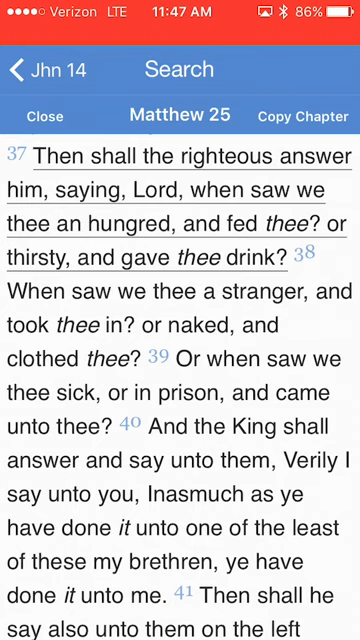 Verizon LTE 11:47 AM 86%
Jhn 14 Search
Close Matthew 25 Copy Chapter
37 Then shall the righteous answer
him, saying, Lord, when saw we
thee an hungred, and fed thee? or
thirsty, and gave thee drink? 38
When saw we thee a stranger, and
took thee in? or naked, and
clothed thee? 39 Or when saw we
thee sick, or in prison, and came
unto thee? 40 And the King shall
answer and say unto them, Verily I
say unto you, Inasmuch as ye
have done it unto one of the least
of these my brethren, ye have
done it unto me. 41 Then shall he
say also unto them on the left